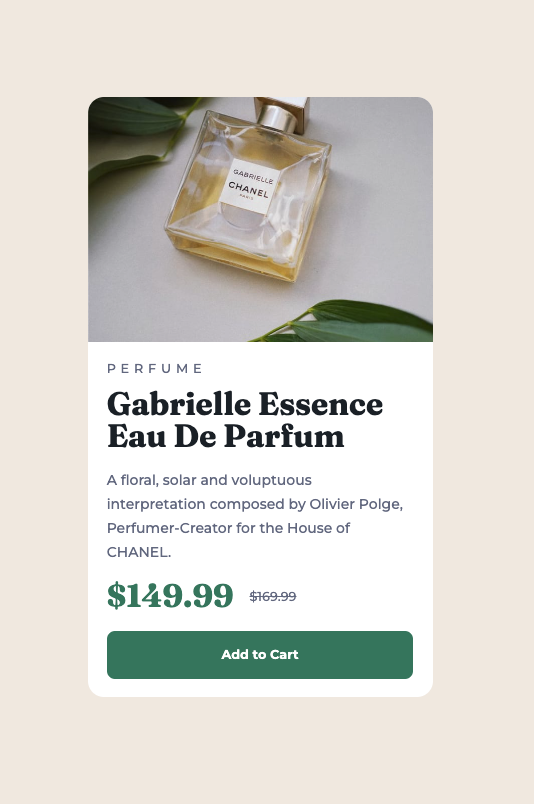 GABRIELLE
CHANEL
PARIS
PERFUME
Gabrielle Essence
Eau De Parfum
A floral, solar and voluptuous
interpretation composed by Olivier Polge,
Perfumer-Creator for the House of
CHANEL.
$149.99 $169.99
Add to Cart